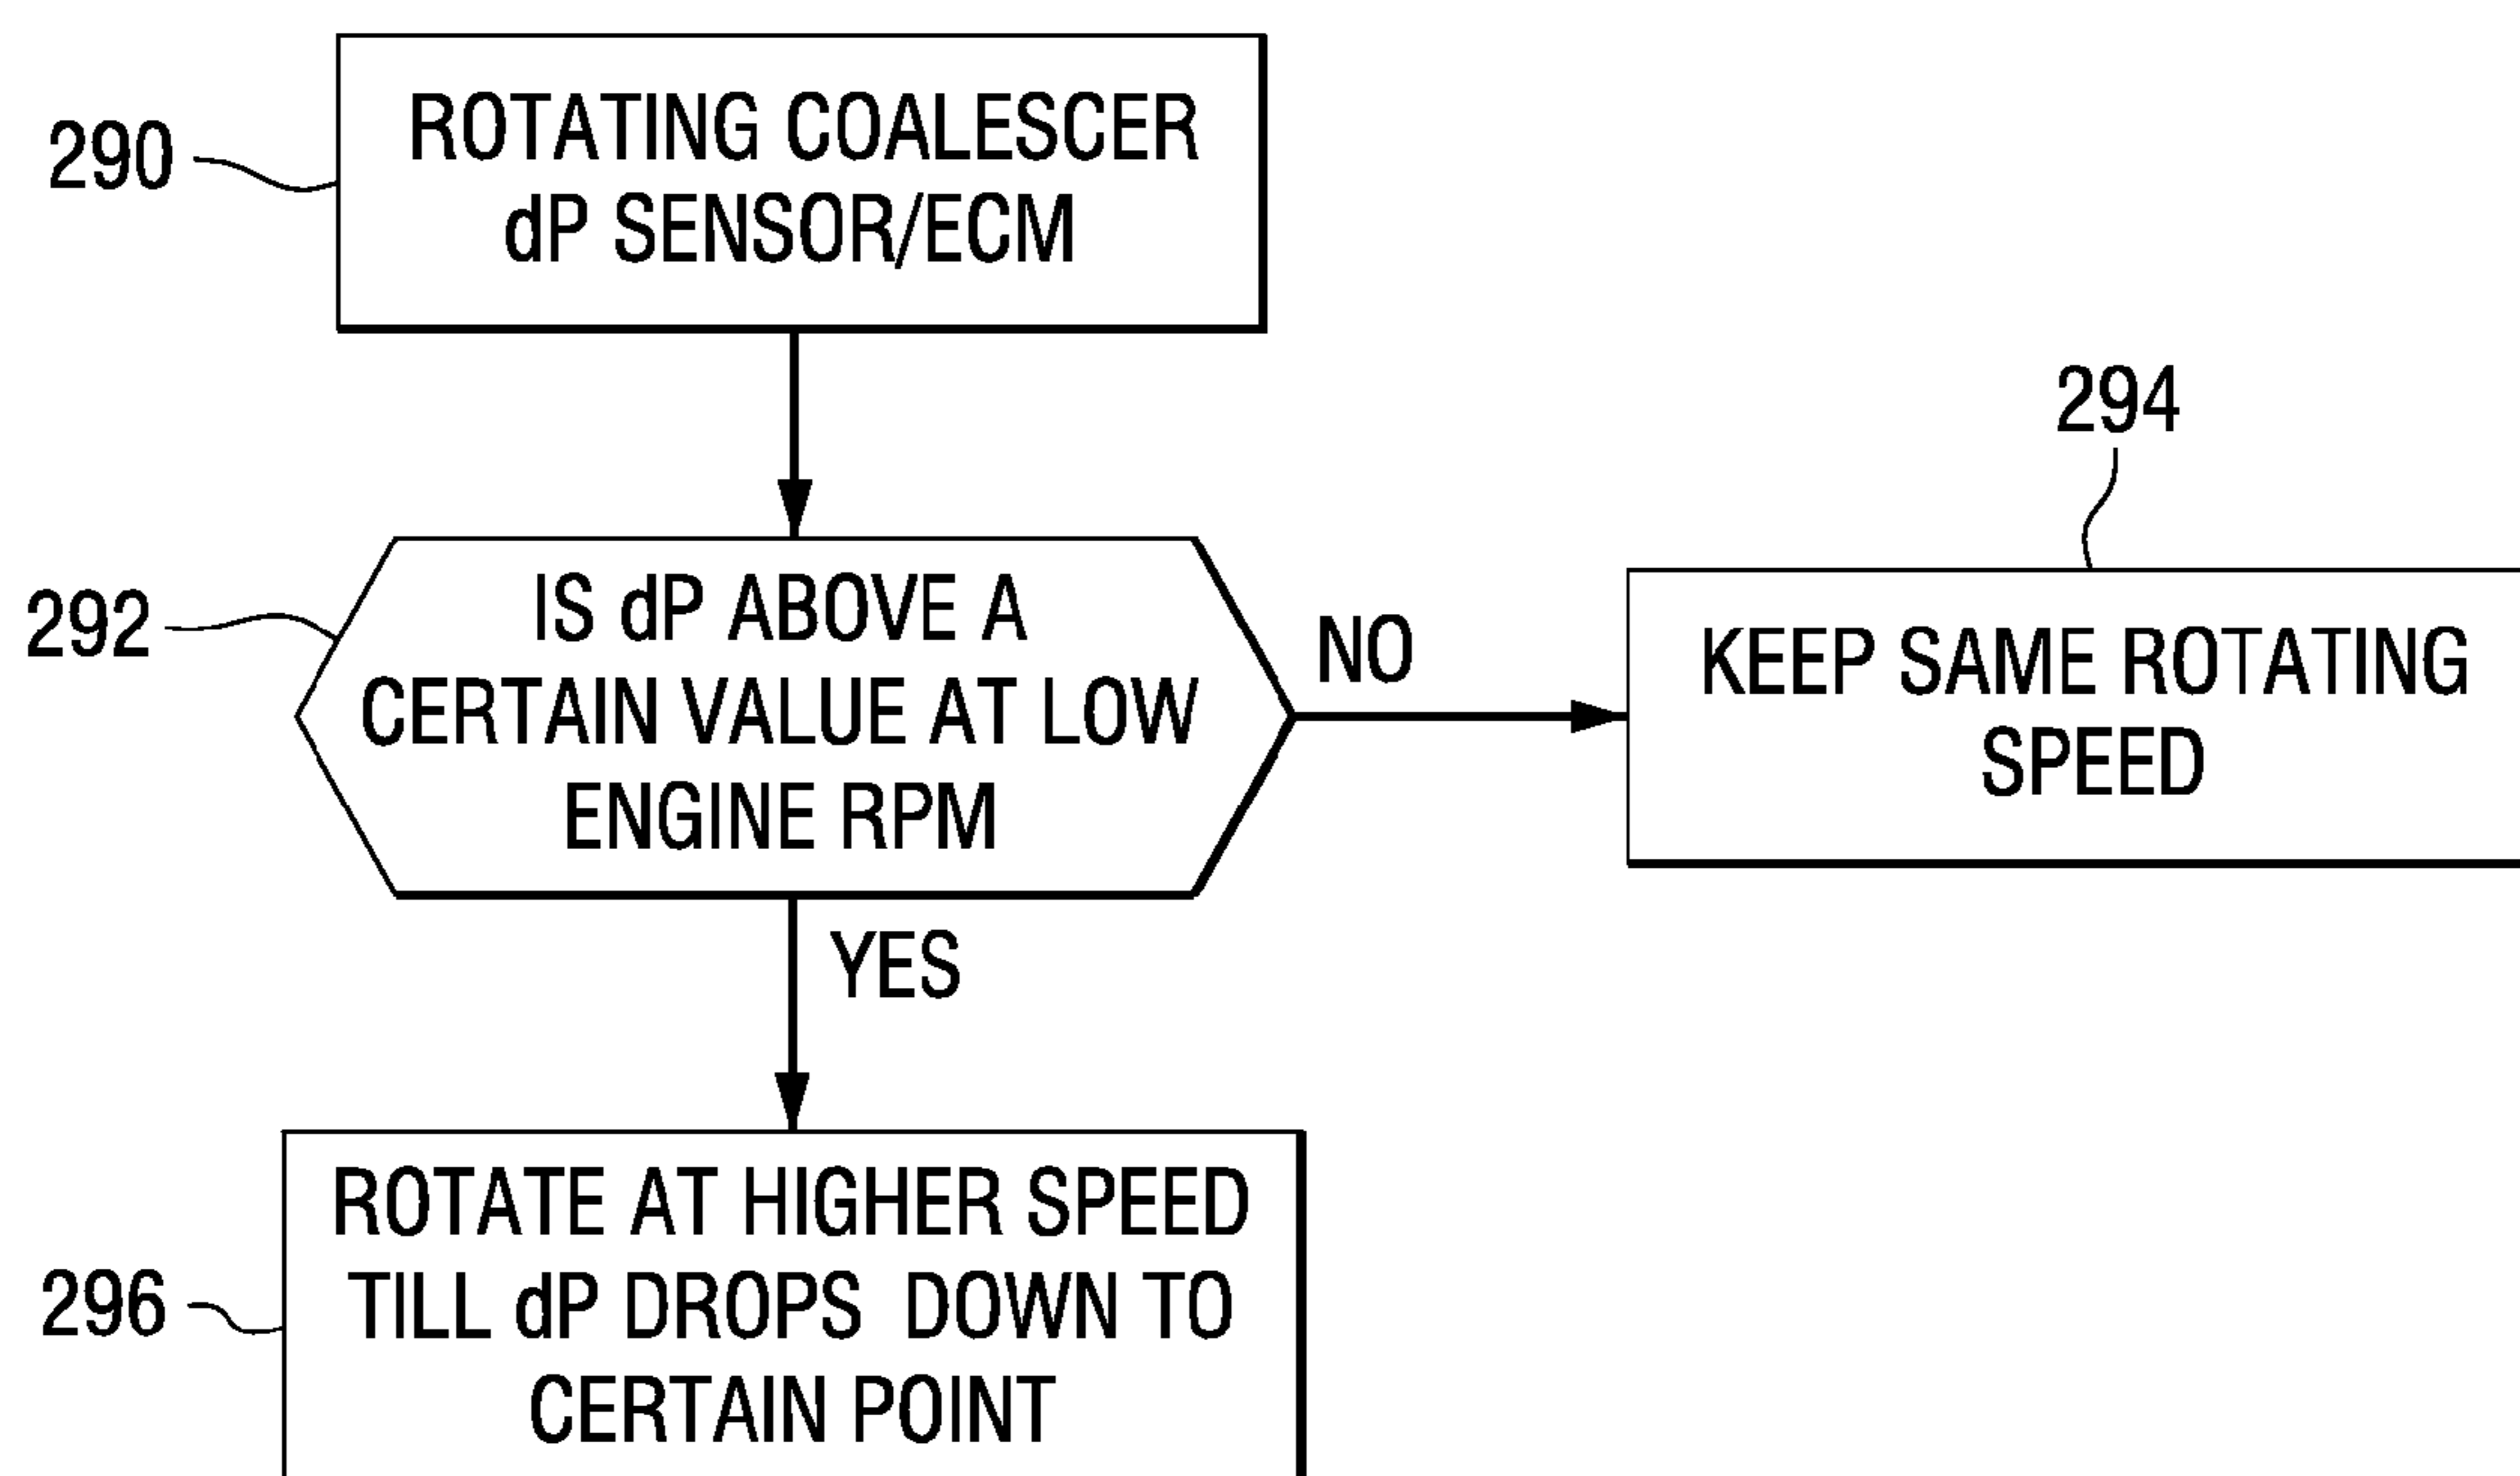 290
ROTATING COALESCER
dP SENSOR/ECM
292
IS dP ABOVE A
CERTAIN VALUE AT LOW
ENGINE RPM
NO
294
KEEP SAME ROTATING
SPEED
YES
296
ROTATE AT HIGHER SPEED
TILL dP DROPS DOWN TO
CERTAIN POINT